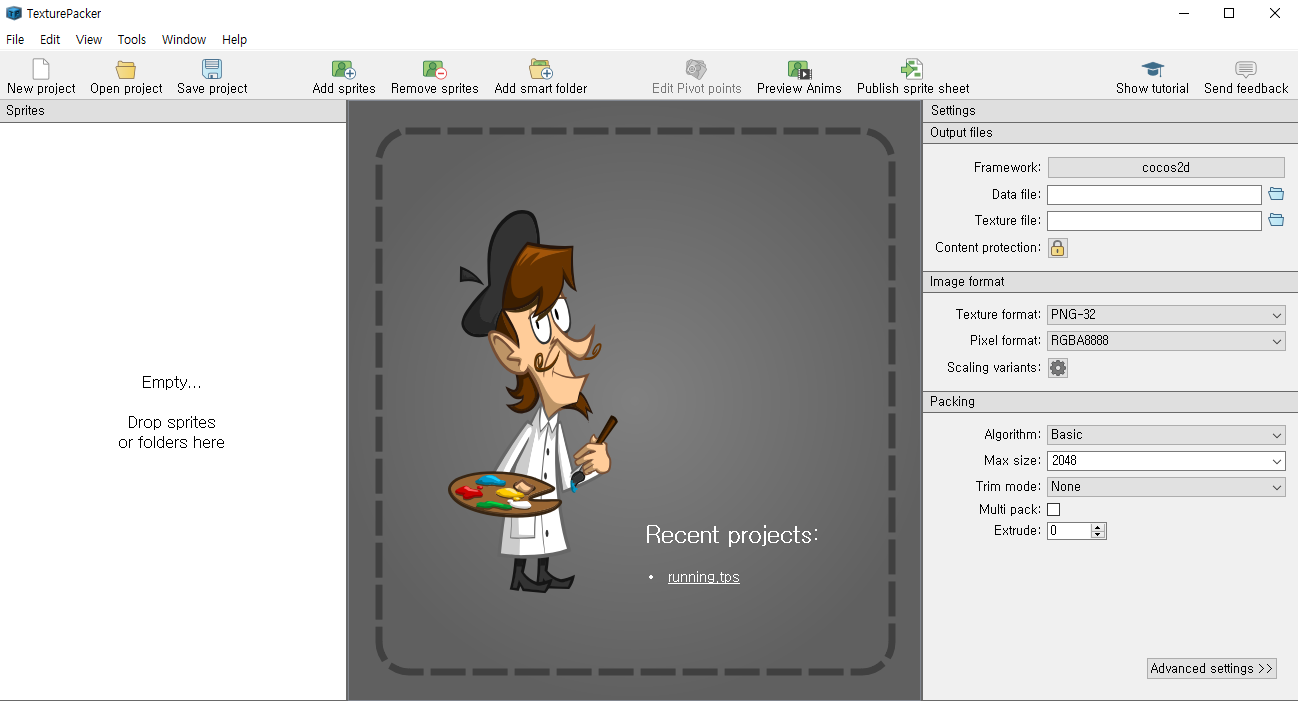 TexturePacker
File Edit View Tools Window Help
New project Open project Save project Add sprites Remove sprites Add smart folder Edit Pivot points Preview Anims Publish sprite sheet Show tutorial Send feedback
Sprites
Empty...
Drop sprites
or folders here
Recent projects:
• running.tps
Settings
Output files
Framework: cocos2d
Data file:
Texture file:
Content protection:
Image format
Texture format: PNG-32
Pixel format: RGBA8888
Scaling variants:
Packing
Algorithm: Basic
Max size: 2048
Trim mode: None
Multi pack:
Extrude: 0
Advanced settings >>